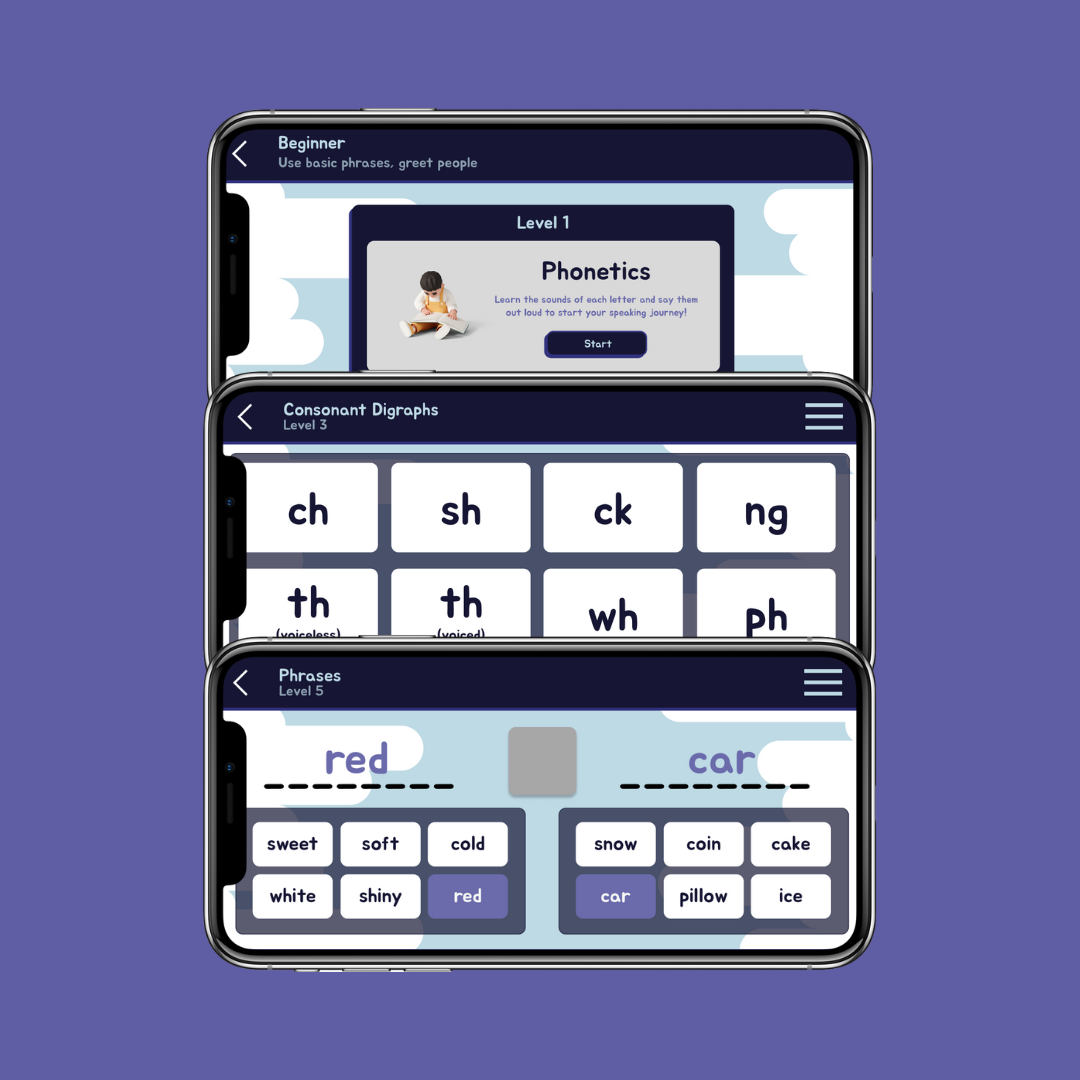 Beginner
Use basic phrases, greet people
Level 1
Phonetics
Learn the sounds of each letter and say them
out loud to start your speaking journey!
Start
Consonant Digraphs
Level 3
ch sh ck ng
th th wh ph
(voiceless) (voiced)
Phrases
Level 5
red car
sweet soft cold snow coin cake
white shiny red car pillow ice